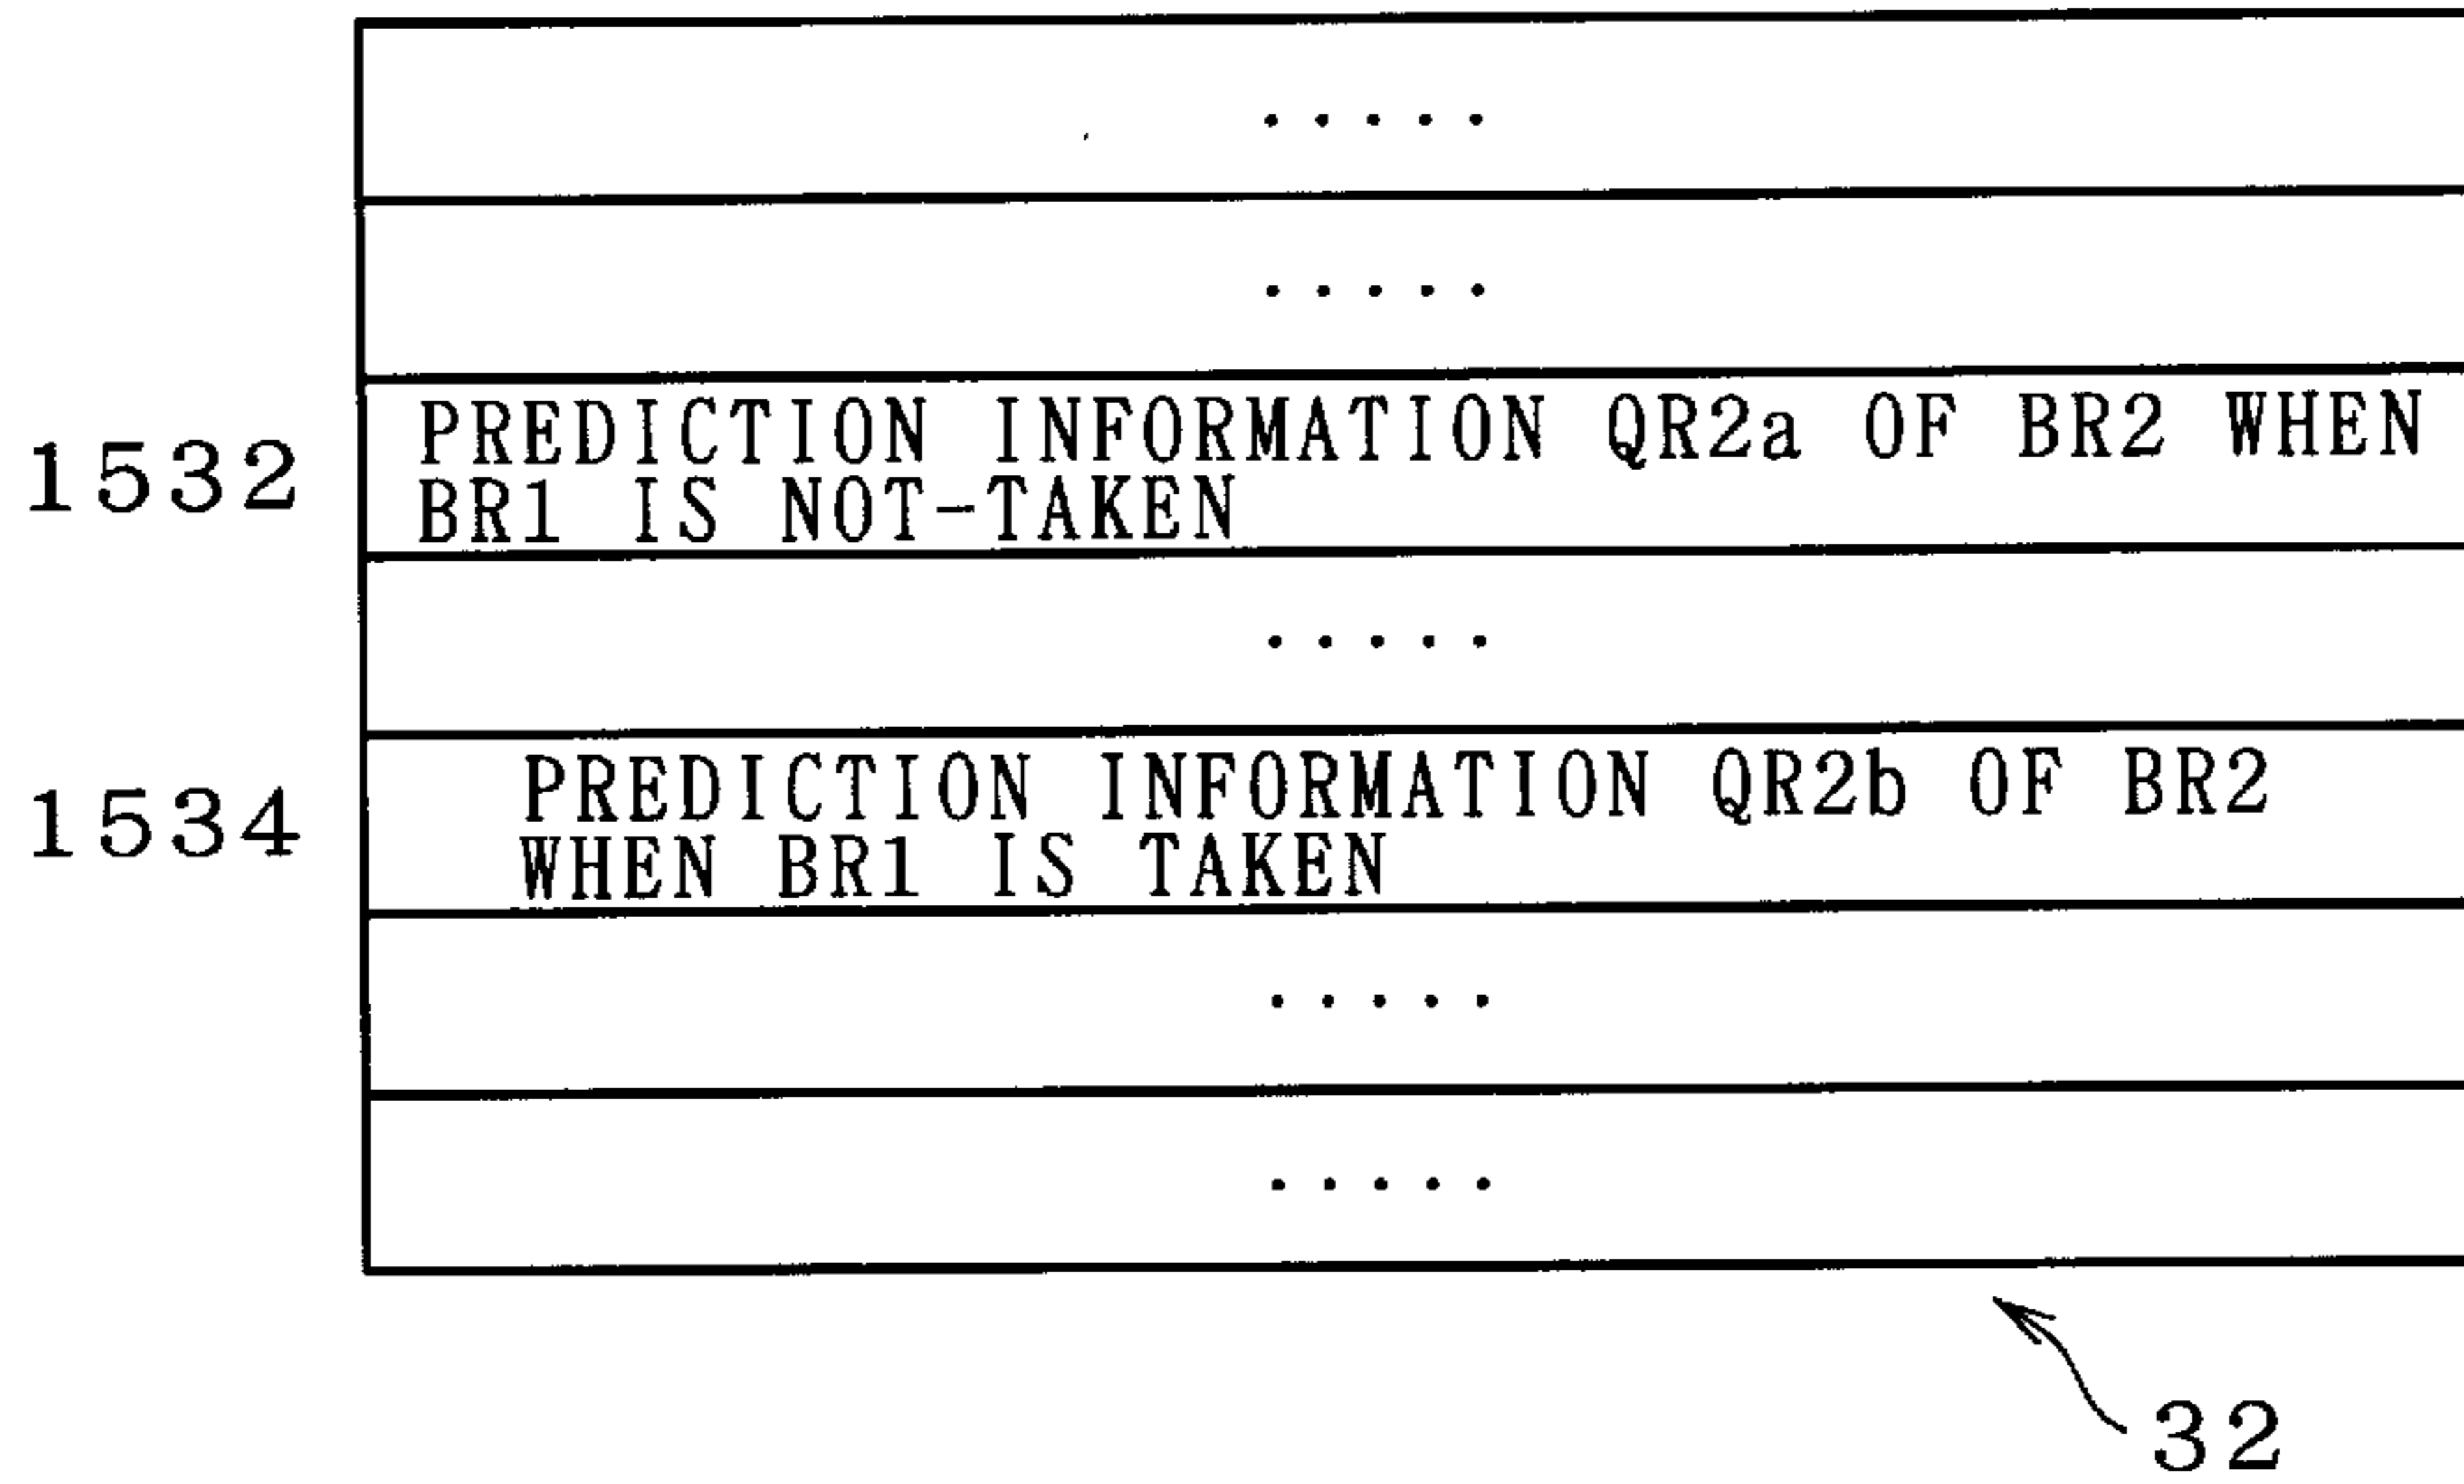 .....
.....
1532 PREDICTION INFORMATION QR2a OF BR2 WHEN
BR1 IS NOT-TAKEN
.....
1534 PREDICTION INFORMATION QR2b OF BR2
WHEN BR1 IS TAKEN
.....
.....
32